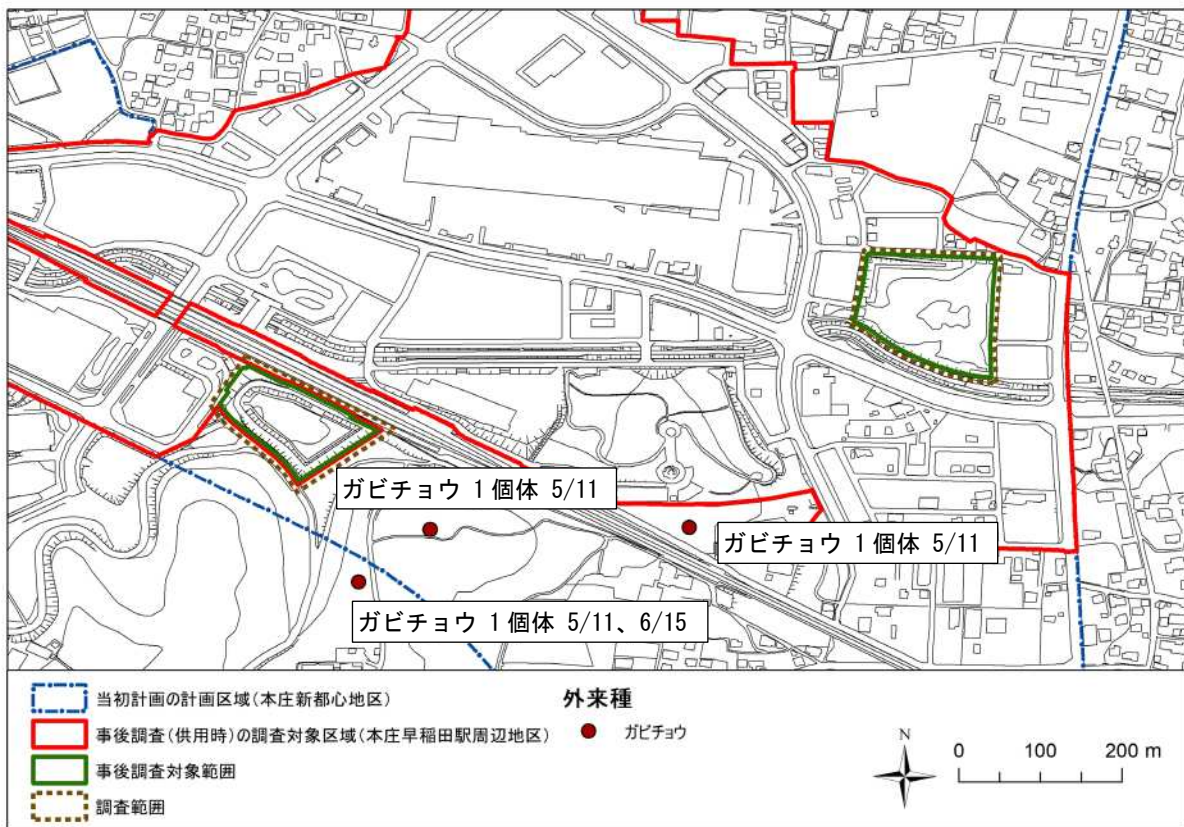 ガビチョウ 1個体 5/11
ガビチョウ 1個体 5/11
ガビチョウ 1個体 5/11、6/15
当初計画の計画区域(本庄新都心地区)
事後調査(供用時)の調査対象区域(本庄早稲田駅周辺地区)
事後調査対象範囲
調査範囲
外来種
ガビチョウ
N
0 100 200 m